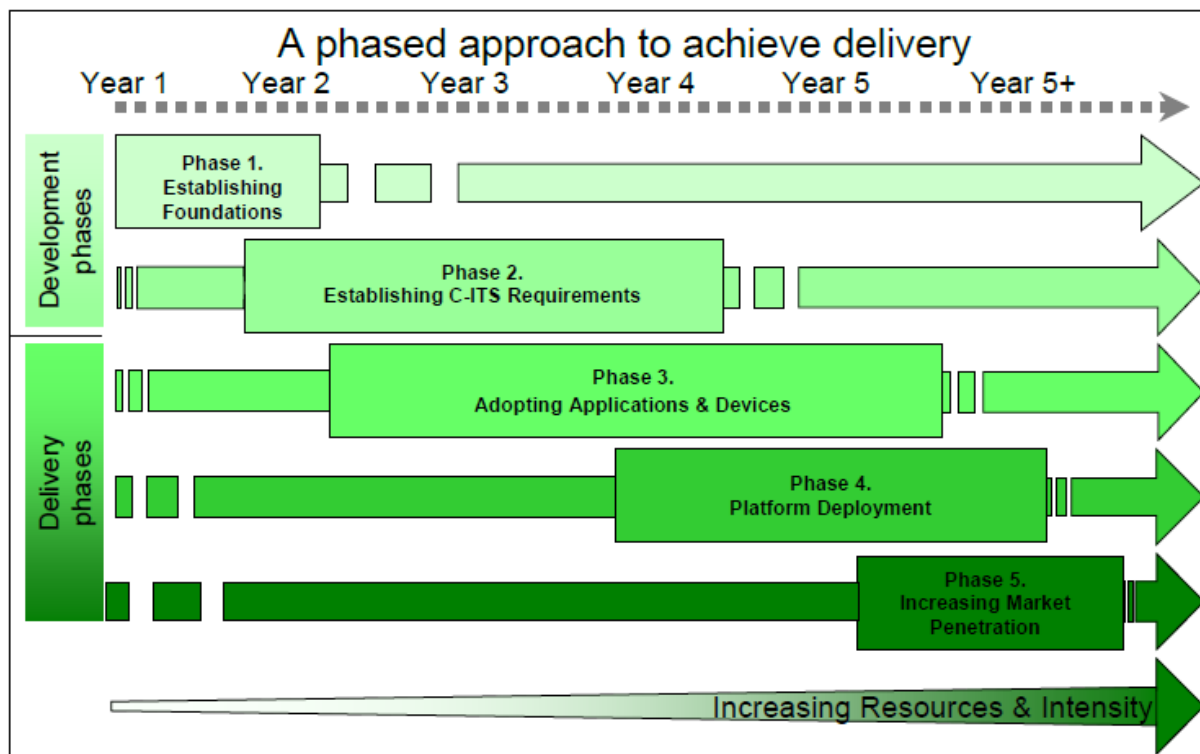 A phased approach to achieve delivery
Year 1 Year 2 Year 3 Year 4 Year 5 Year 5+
Development
phases
Phase 1.
Establishing
Foundations
Phase 2.
Establishing C-ITS Requirements
Delivery
phases
Phase 3.
Adopting Applications & Devices
Phase 4.
Platform Deployment
Phase 5.
Increasing Market
Penetration
Increasing Resources & Intensity